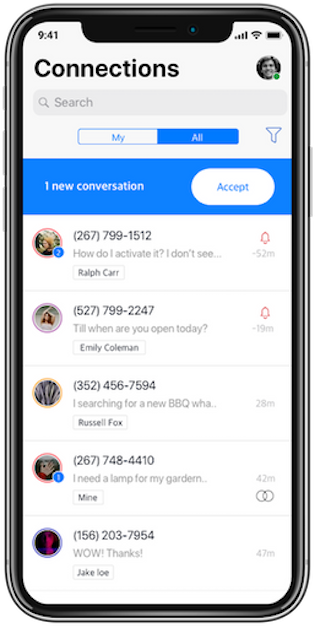 9:41
Connections
Search
My All
1 new conversation Accept
(267) 799-1512
How do I activate it? I don't see...
-52m
2
Ralph Carr
(527) 799-2247
Till when are you open today?
-19m
Emily Coleman
(352) 456-7594
I searching for a new BBQ wha..
28m
Russell Fox
(267) 748-4410
I need a lamp for my gardern..
42m
1
Mine
(156) 203-7954
WOW! Thanks!
47m
Jake loe